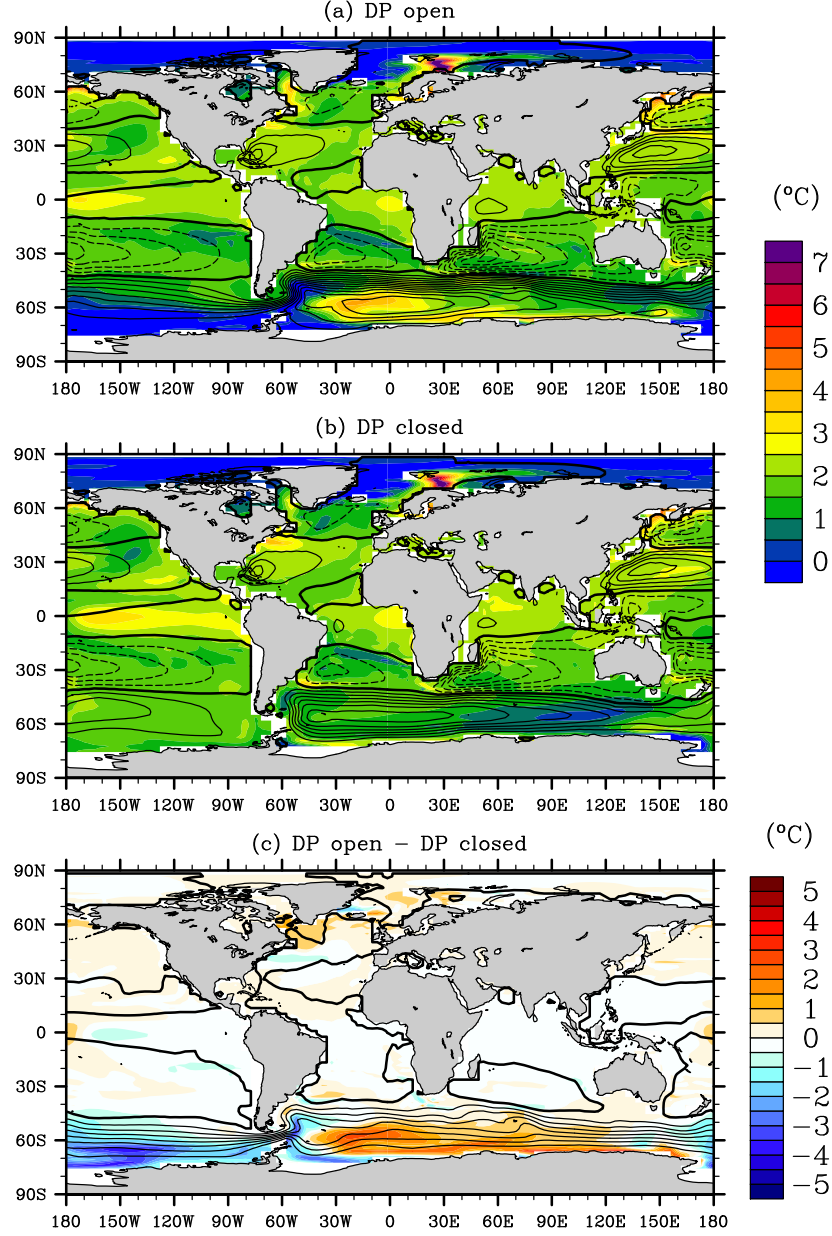 (a) DP open
90N
60N
30N
0
30S
60S
90S
180 150W 120W 90W 60W 30W 0 30E 60E 90E 120E 150E 180
(ºC)
7
6
5
4
3
2
1
0
(b) DP closed
90N
60N
30N
0
30S
60S
90S
180 150W 120W 90W 60W 30W 0 30E 60E 90E 120E 150E 180
(c) DP open − DP closed
90N
60N
30N
0
30S
60S
90S
180 150W 120W 90W 60W 30W 0 30E 60E 90E 120E 150E 180
(ºC)
5
4
3
2
1
0
−1
−2
−3
−4
−5